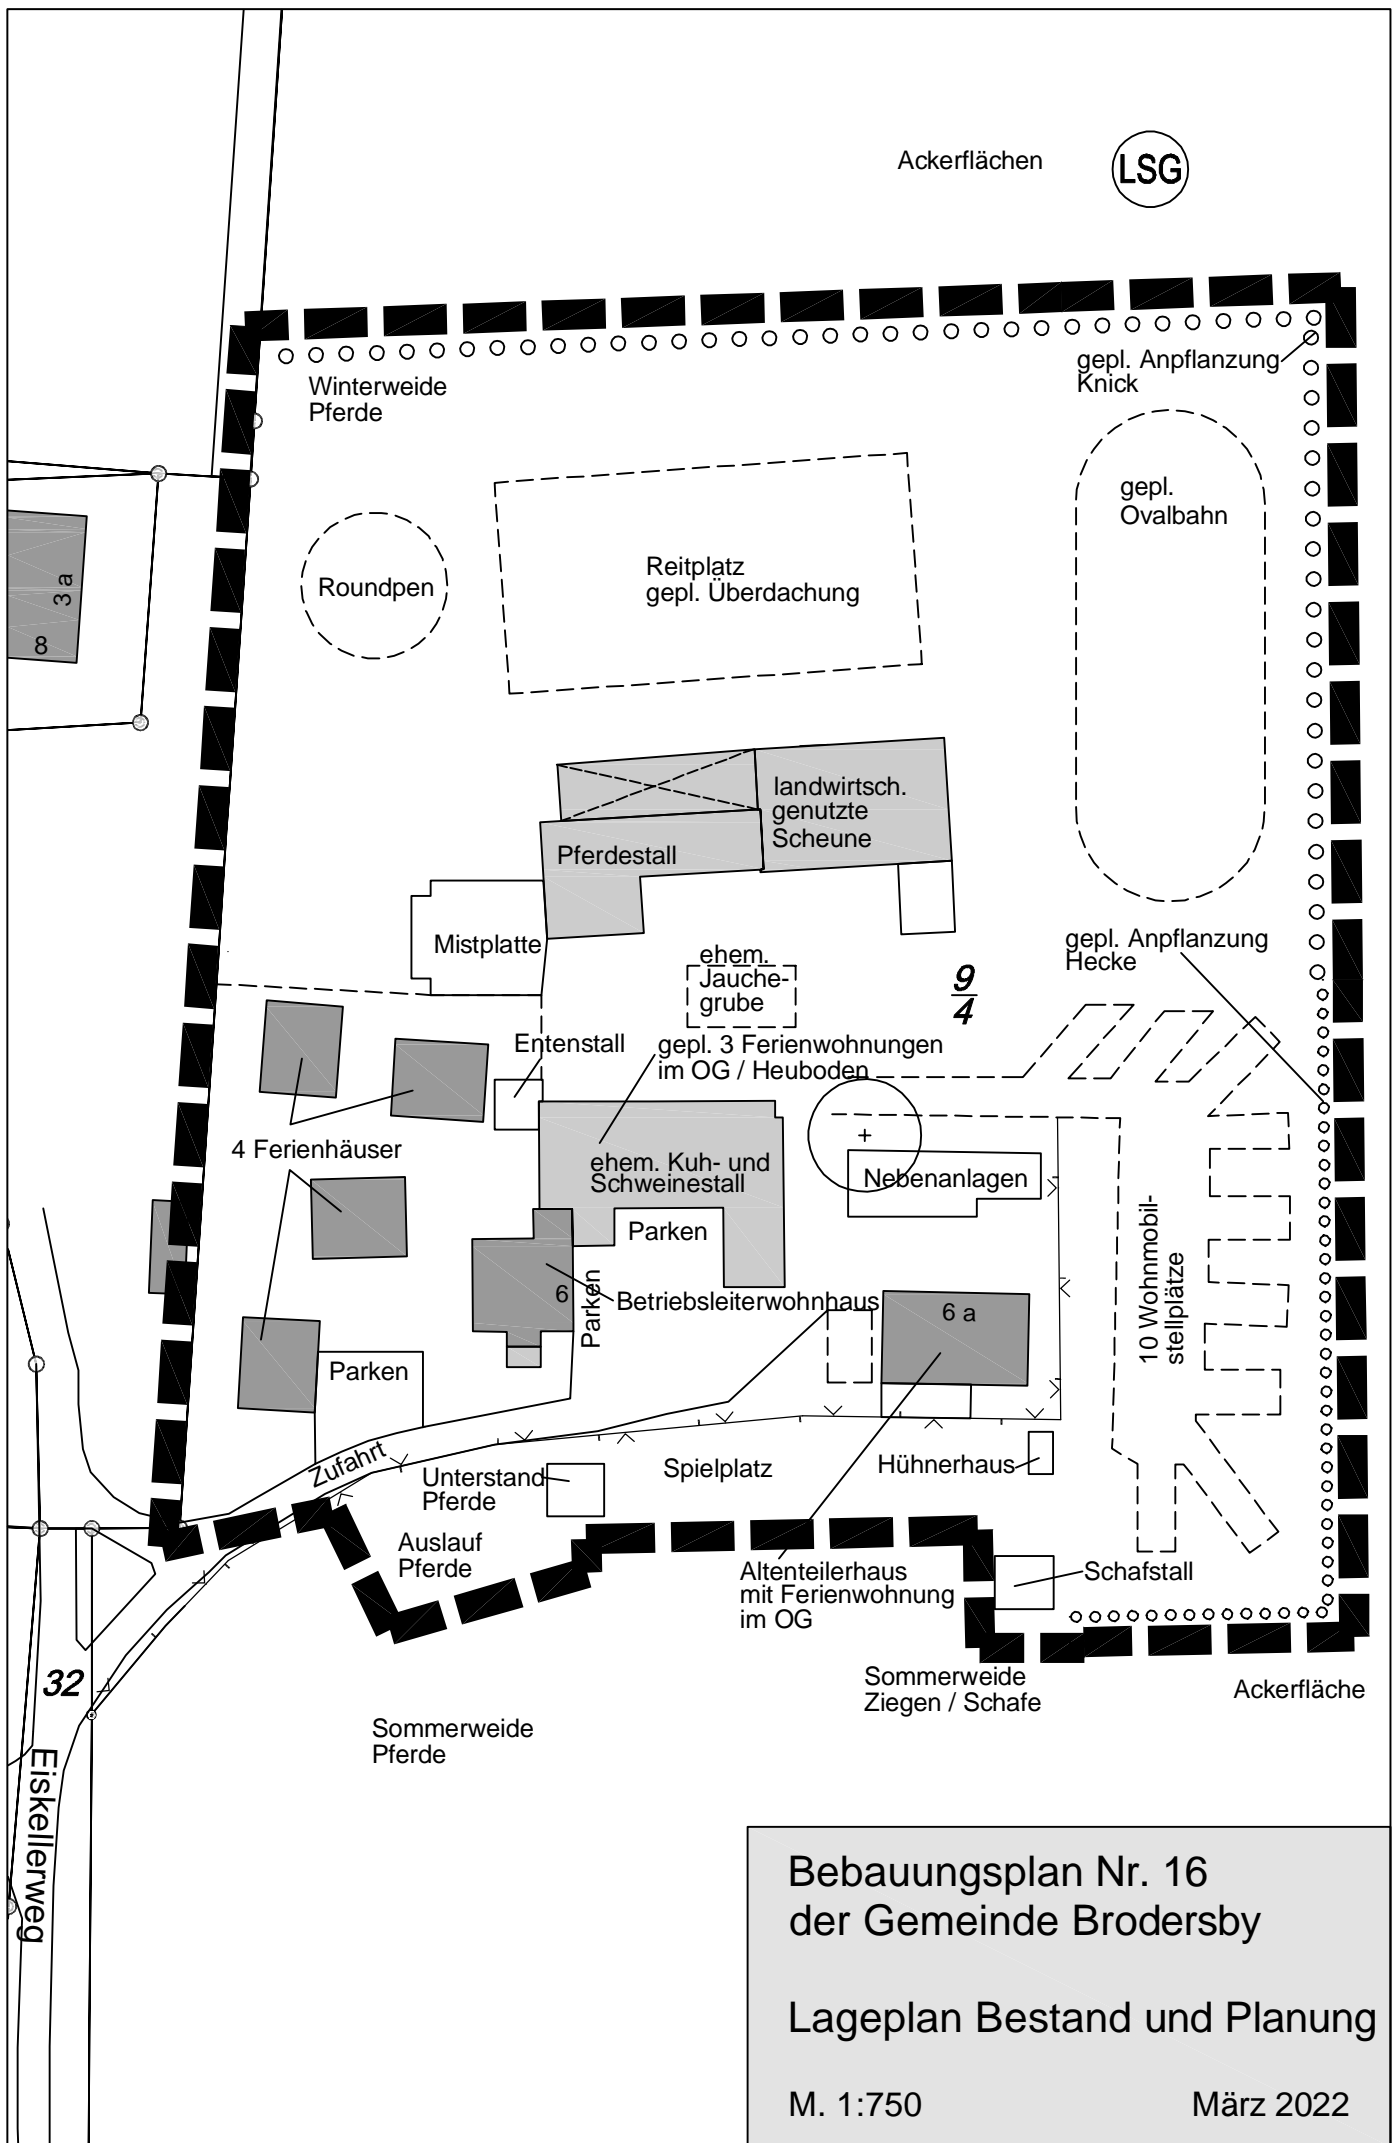 Ackerflächen
LSG
gepl. Anpflanzung
Knick
Winterweide
Pferde
gepl.
Ovalbahn
Roundpen
Reitplatz
gepl. Überdachung
3 a
8
landwirtsch.
genutzte
Scheune
Pferdestall
Mistplatte
ehem.
Jauche-
grube
gepl. Anpflanzung
Hecke
9
4
Entenstall
gepl. 3 Ferienwohnungen
im OG / Heuboden
4 Ferienhäuser
ehem. Kuh- und
Schweinestall
Nebenanlagen
Parken
10 Wohnmobil-
stellplätze
6
Parken
Betriebsleiterwohnhaus
6 a
Parken
Zufahrt
Unterstand
Pferde
Spielplatz
Hühnerhaus
Auslauf
Pferde
Altenteilerhaus
mit Ferienwohnung
im OG
Schafstall
32
Sommerweide
Ziegen / Schafe
Ackerfläche
Sommerweide
Pferde
Eiskellerweg
Bebauungsplan Nr. 16
der Gemeinde Brodersby
Lageplan Bestand und Planung
M. 1:750 März 2022